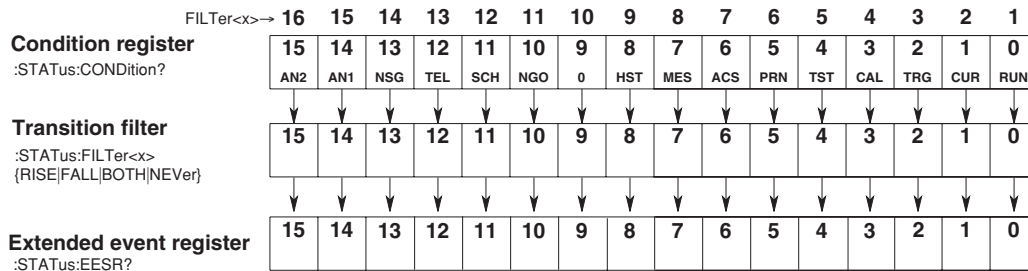 FILTer<x>→ 16 15 14 13 12 11 10 9 8 7 6 5 4 3 2 1
Condition register
:STATus:CONDition?
15 14 13 12 11 10 9 8 7 6 5 4 3 2 1 0
AN2 AN1 NSG TEL SCH NGO 0 HST MES ACS PRN TST CAL TRG CUR RUN
Transition filter
:STATus:FILTer<x>
{RISE|FALL|BOTH|NEVer}
15 14 13 12 11 10 9 8 7 6 5 4 3 2 1 0
Extended event register
:STATus:EESR?
15 14 13 12 11 10 9 8 7 6 5 4 3 2 1 0